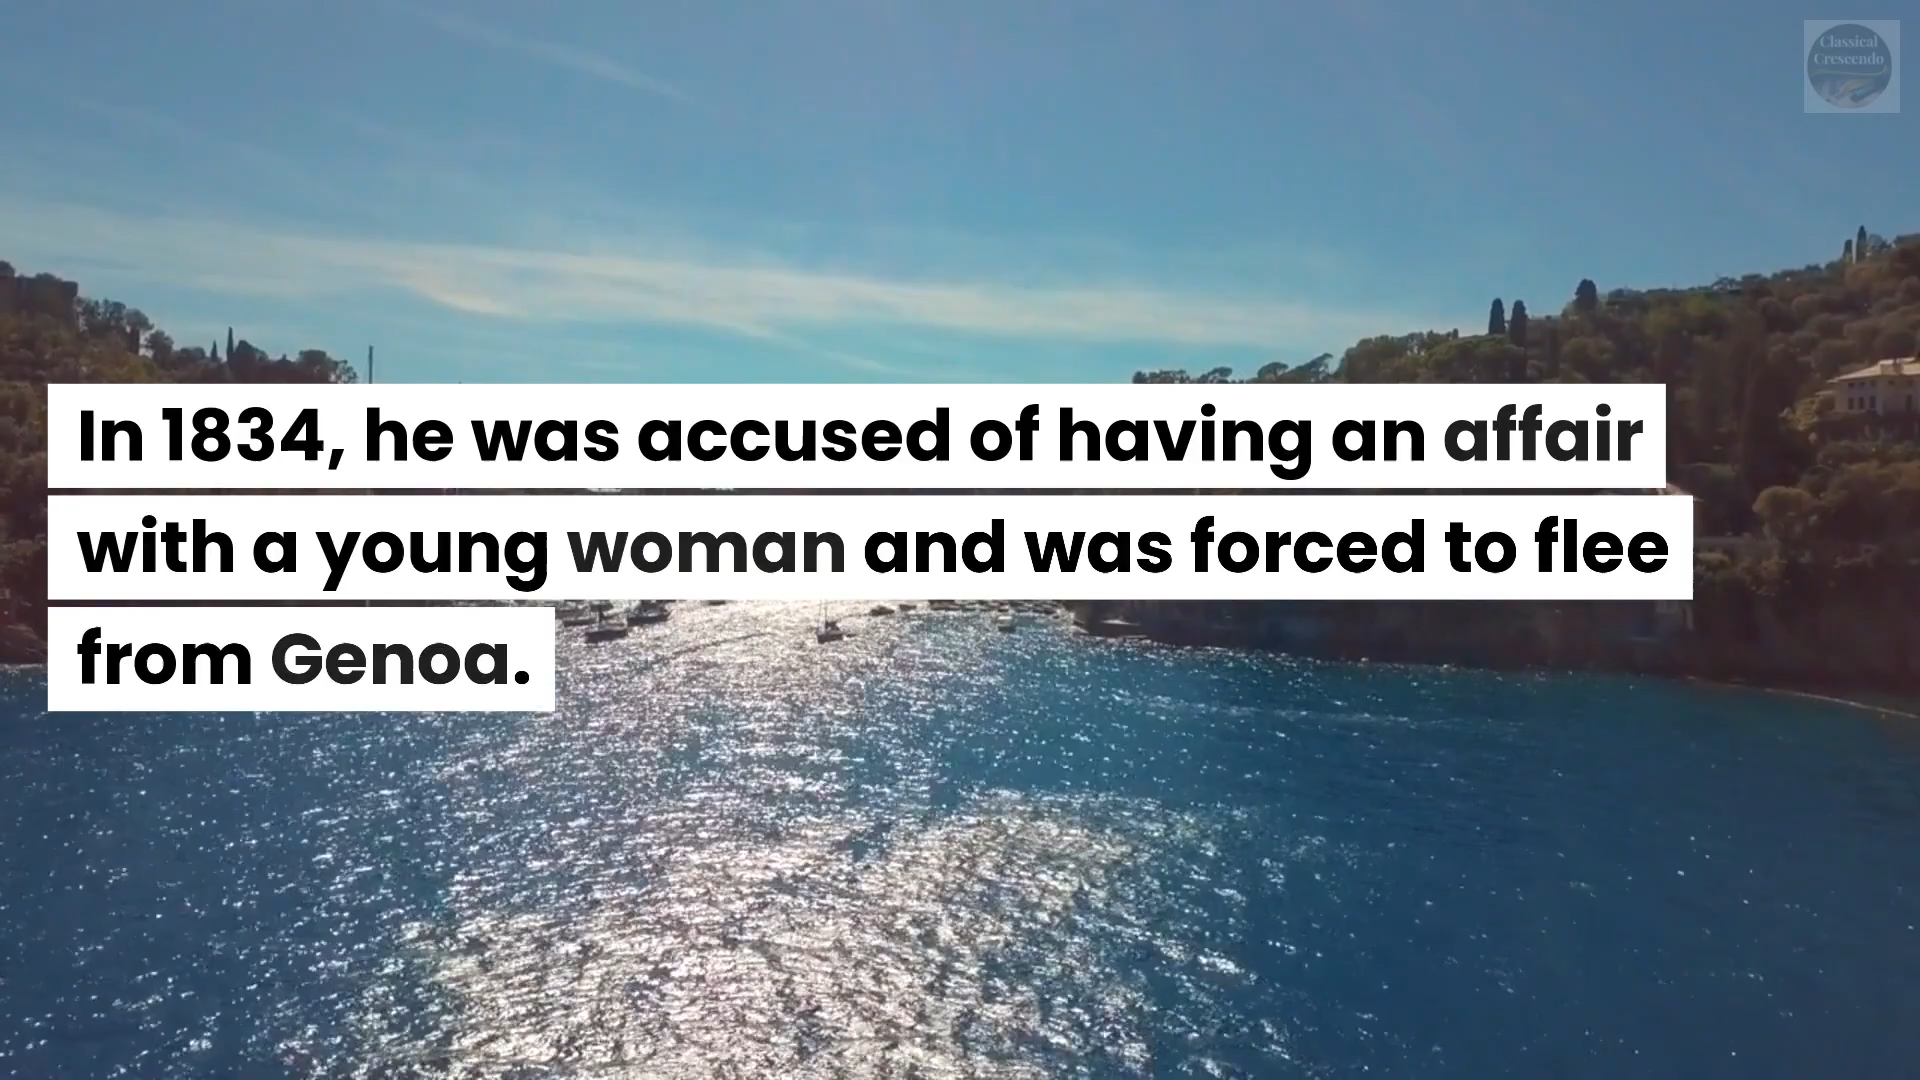 Classical
Crescendo
In 1834, he was accused of having an affair
with a young woman and was forced to flee
from Genoa.